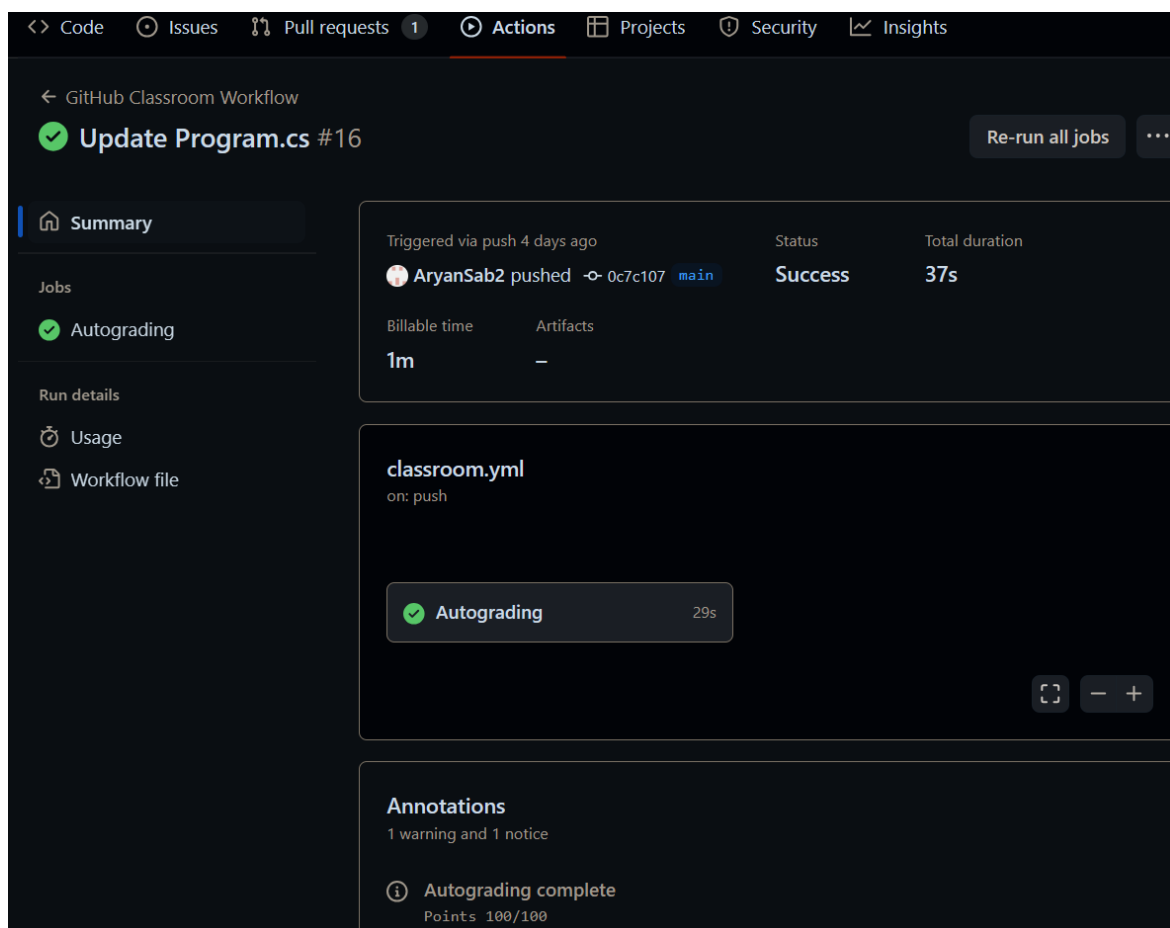 Code Issues Pull requests 1 Actions Projects Security Insights
GitHub Classroom Workflow
Update Program.cs #16
Re-run all jobs
Summary
Jobs
Autograding
Run details
Usage
Workflow file
Triggered via push 4 days ago
AryanSab2 pushed 0c7c107 main
Status
Success
Total duration
37s
Billable time
1m
Artifacts
–
classroom.yml
on: push
Autograding 29s
Annotations
1 warning and 1 notice
Autograding complete
Points 100/100